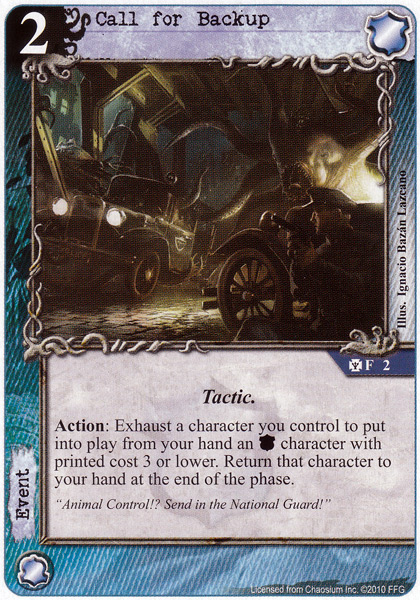 2
Call for Backup
Illus. Ignacio Bazán Lazcano
F 2
Tactic.
Action: Exhaust a character you control to put
into play from your hand an character with
printed cost 3 or lower. Return that character to
your hand at the end of the phase.
"Animal Control!? Send in the National Guard!"
Event
Licensed from Chaosium Inc. ©2010 FFG